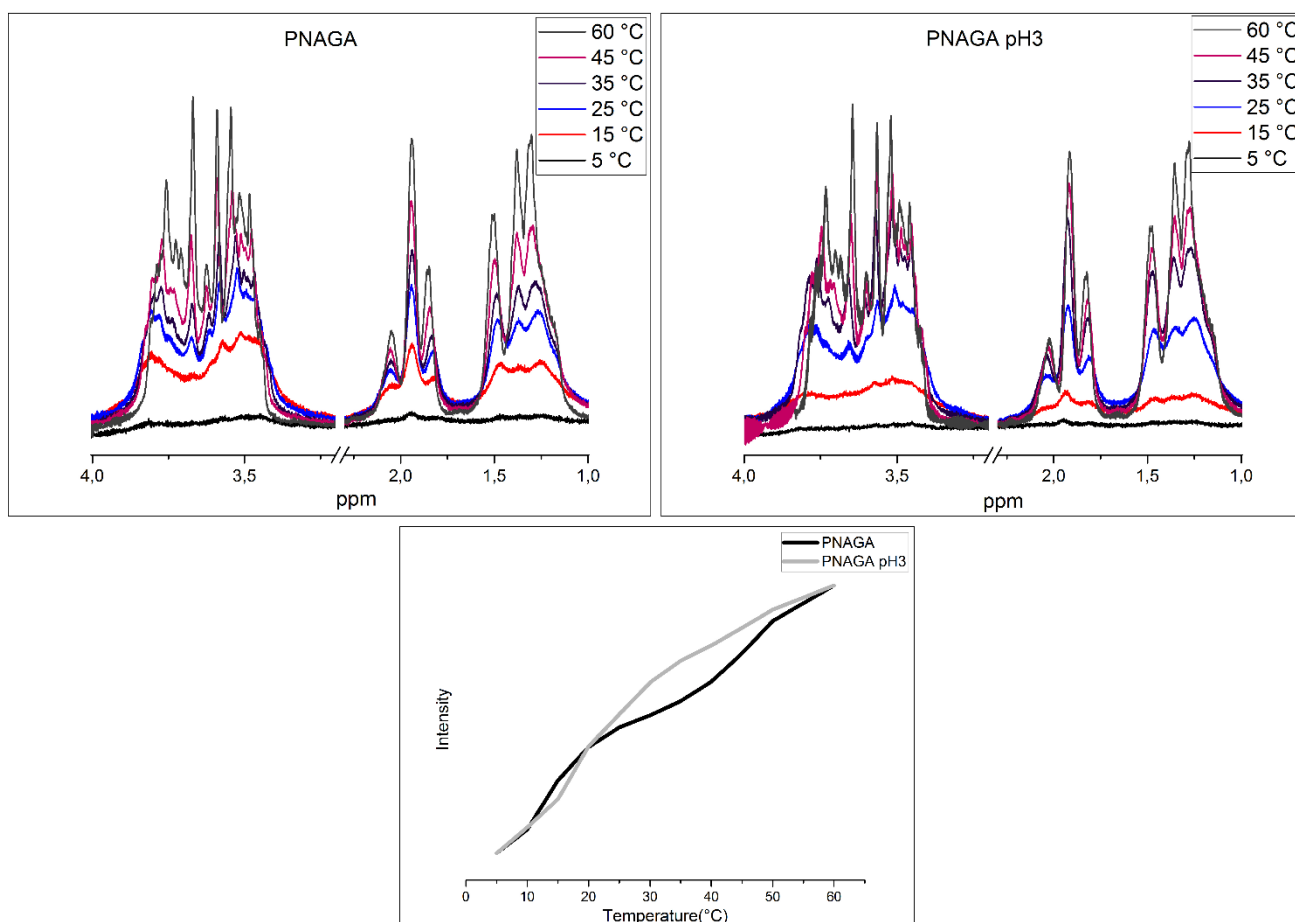 PNAGA
60 °C
45 °C
35 °C
25 °C
15 °C
5 °C
4,0 3,5 2,0 1,5 1,0
ppm
PNAGA pH3
60 °C
45 °C
35 °C
25 °C
15 °C
5 °C
4,0 3,5 2,0 1,5 1,0
ppm
PNAGA
PNAGA pH3
Intensity
0 10 20 30 40 50 60
Temperature(°C)